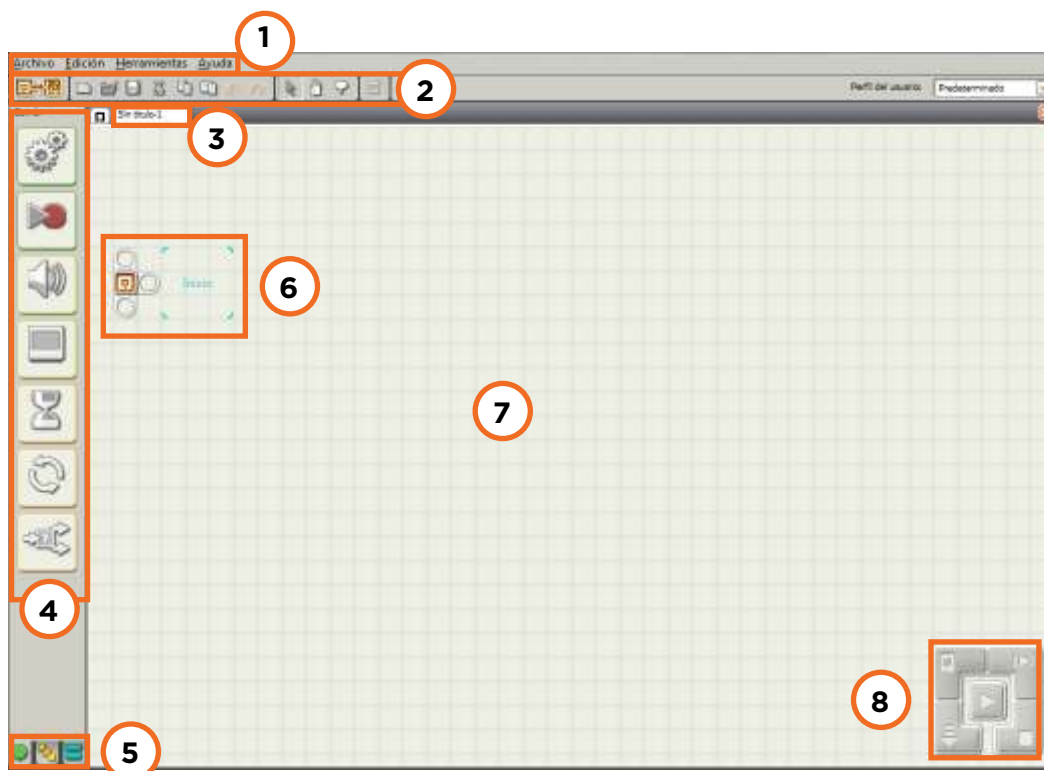 1
Archivo Edición Herramientas Ayuda
2
Perfil del usuario: Predeterminado
Sin título-1
3
6
Inicio
7
4
8
5